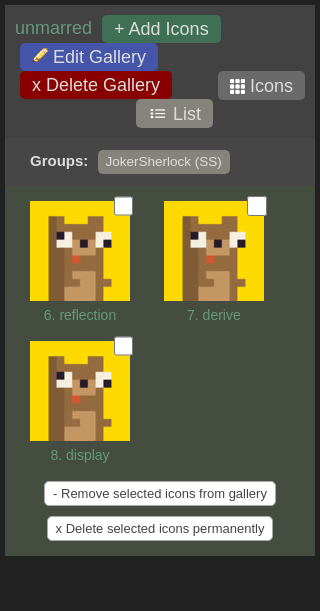 unmarred
+ Add Icons
Edit Gallery
x Delete Gallery
Icons
List
Groups: JokerSherlock (SS)
6. reflection
7. derive
8. display
- Remove selected icons from gallery
x Delete selected icons permanently